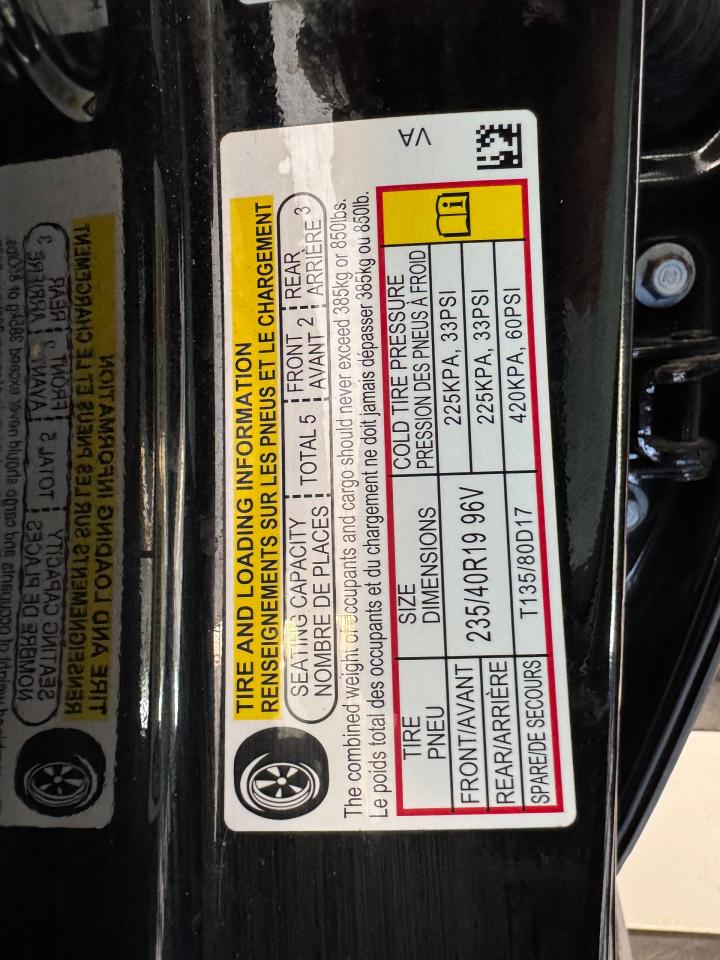 TIRE AND LOADING INFORMATION
RENSEIGNEMENTS SUR LES PNEUS ET LE CHARGEMENT
SEATING CAPACITY TOTAL 5 FRONT 2 REAR 3
NOMBRE DE PLACES AVANT ARRIÈRE
The combined weight of occupants and cargo should never exceed 385kg or 850lbs.
Le poids total des occupants et du chargement ne doit jamais dépasser 385kg ou 850lb.
TIRE SIZE COLD TIRE PRESSURE
PNEU DIMENSIONS PRESSION DES PNEUS À FROID
FRONT/AVANT 235/40R19 96V 225KPA, 33PSI
REAR/ARRIÈRE 225KPA, 33PSI
SPARE/DE SECOURS T135/80D17 420KPA, 60PSI
VA